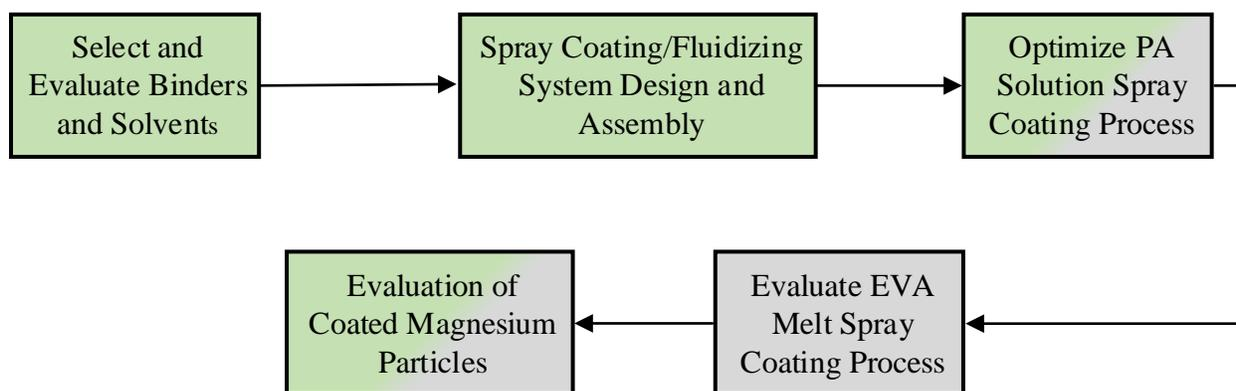 Select and
Evaluate Binders
and Solvents
Spray Coating/Fluidizing
System Design and
Assembly
Optimize PA
Solution Spray
Coating Process
Evaluation of
Coated Magnesium
Particles
Evaluate EVA
Melt Spray
Coating Process